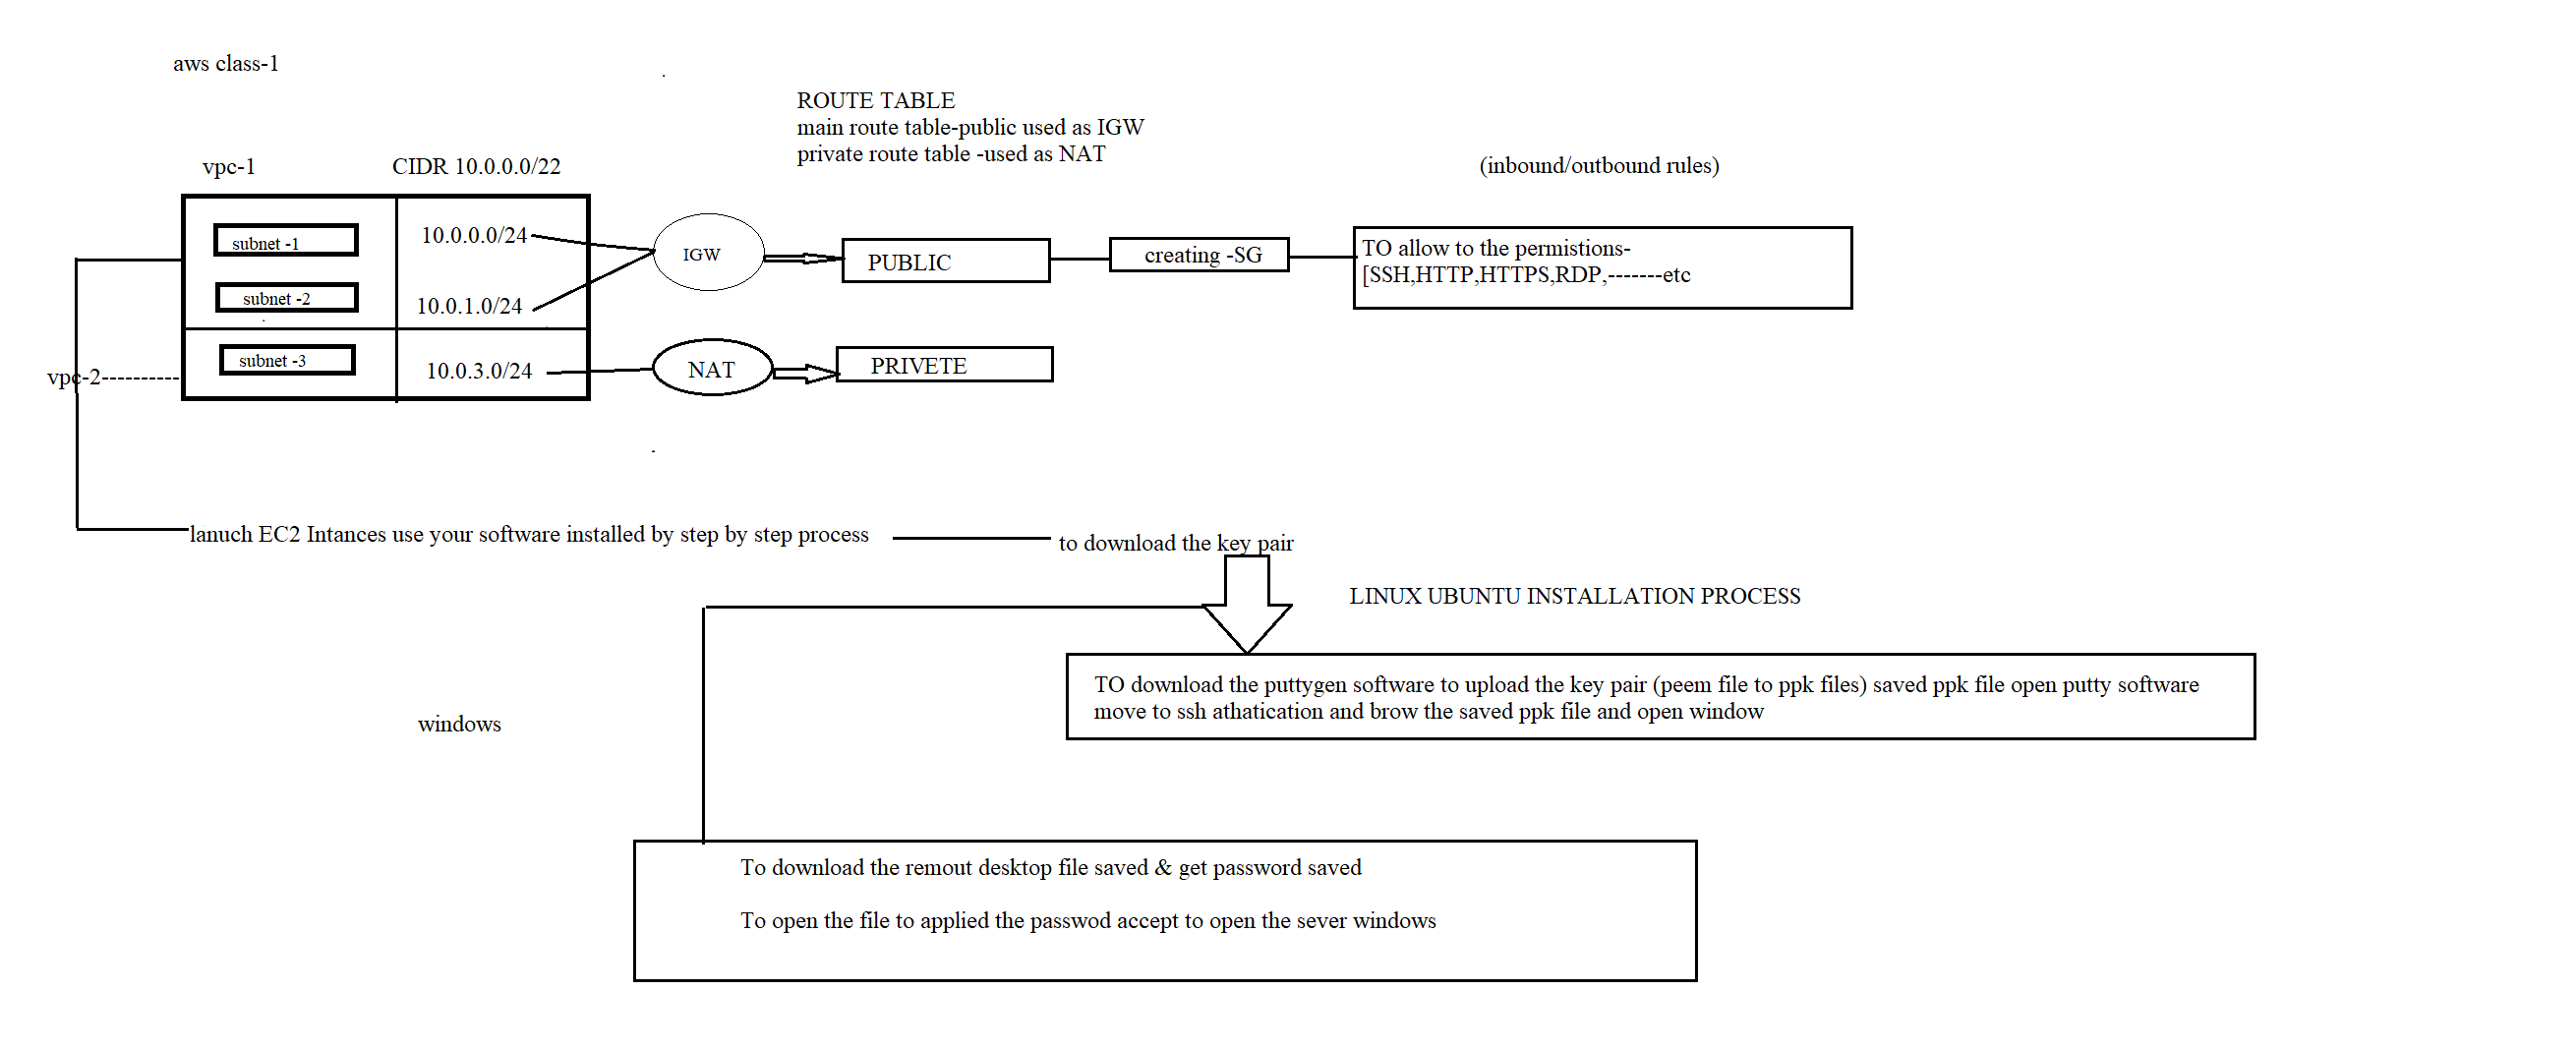 aws class-1
ROUTE TABLE
main route table-public used as IGW
private route table -used as NAT
vpc-1
CIDR 10.0.0.0/22
(inbound/outbound rules)
subnet -1
10.0.0.0/24
IGW
PUBLIC
creating -SG
TO allow to the permistions-
[SSH,HTTP,HTTPS,RDP,-------etc
subnet -2
10.0.1.0/24
subnet -3
10.0.3.0/24
NAT
PRIVETE
vpc-2----------
lanuch EC2 Intances use your software installed by step by step process
to download the key pair
LINUX UBUNTU INSTALLATION PROCESS
TO download the puttygen software to upload the key pair (peem file to ppk files) saved ppk file open putty software
move to ssh athatication and brow the saved ppk file and open window
windows
To download the remout desktop file saved & get password saved
To open the file to applied the passwod accept to open the sever windows